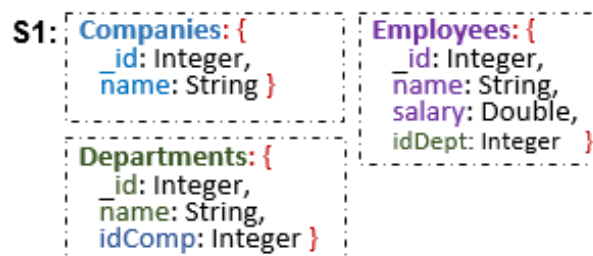 S1:
Companies: {
_id: Integer,
name: String }
Employees: {
_id: Integer,
name: String,
salary: Double,
idDept: Integer }
Departments: {
_id: Integer,
name: String,
idComp: Integer }